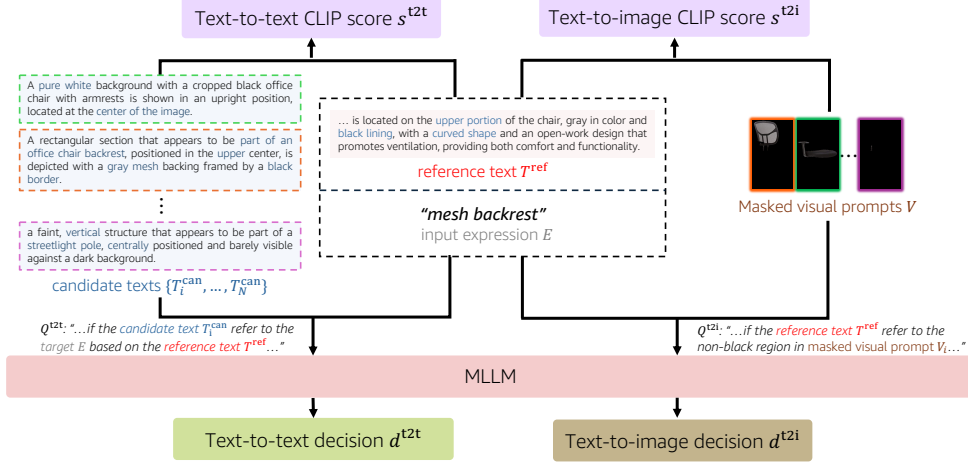 Text-to-text CLIP score s^t2t
Text-to-image CLIP score s^t2i
A pure white background with a cropped black office
chair with armrests is shown in an upright position,
located at the center of the image.
A rectangular section that appears to be part of an
office chair backrest, positioned in the upper center, is
depicted with a gray mesh backing framed by a black
border.
⋮
a faint, vertical structure that appears to be part of a
streetlight pole, centrally positioned and barely visible
against a dark background.
candidate texts {T_i^can, ..., T_N^can}
... is located on the upper portion of the chair, gray in color and
black lining, with a curved shape and an open-work design that
promotes ventilation, providing both comfort and functionality.
reference text T^ref
"mesh backrest"
input expression E
...
Masked visual prompts V
Q^t2t: "...if the candidate text T_i^can refer to the
target E based on the reference text T^ref..."
Q^t2i: "...if the reference text T^ref refer to the
non-black region in masked visual prompt V_i..."
MLLM
Text-to-text decision d^t2t
Text-to-image decision d^t2i